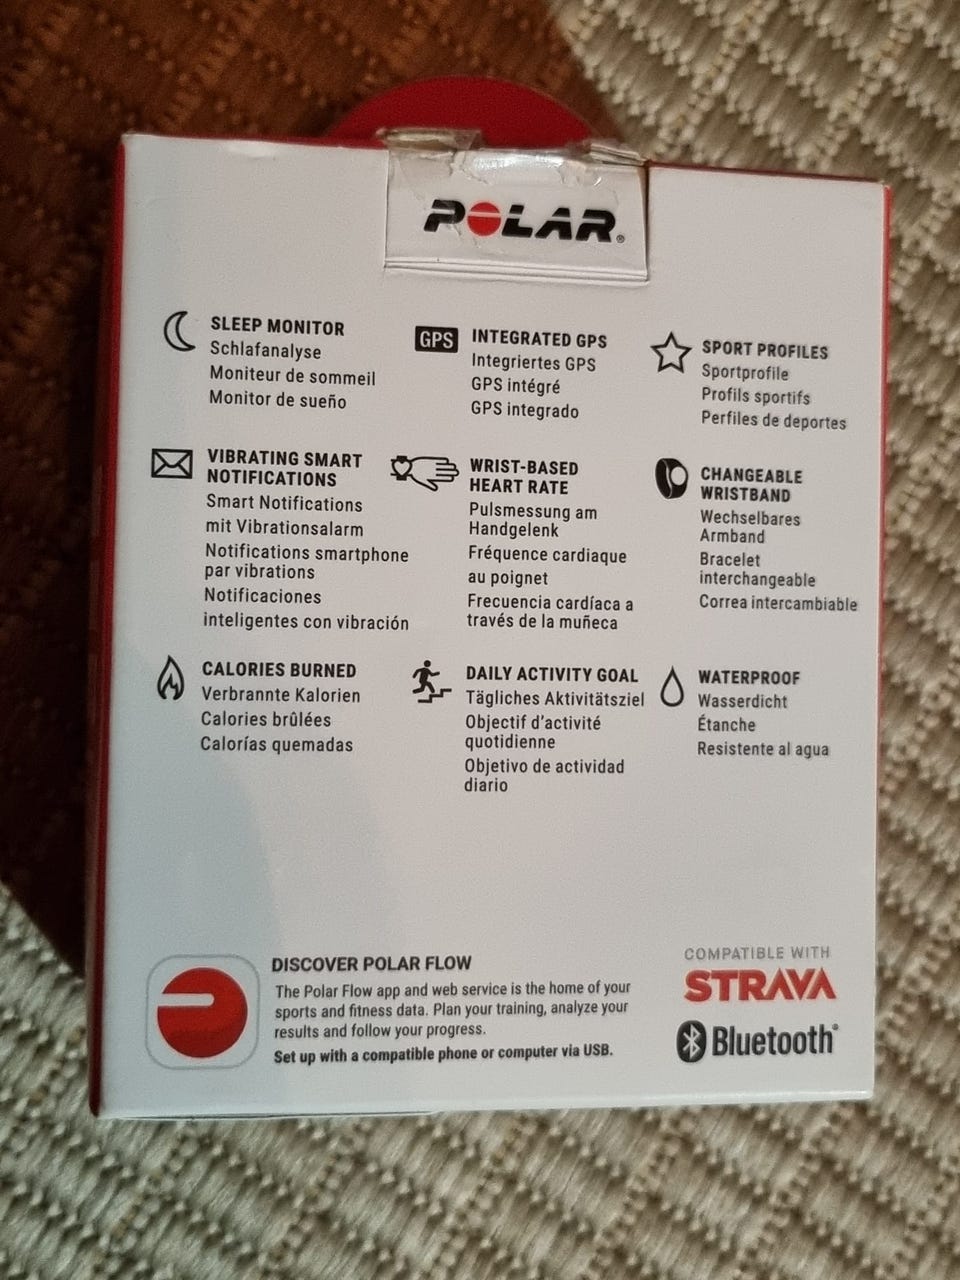 POLAR®
SLEEP MONITOR
Schlafanalyse
Moniteur de sommeil
Monitor de sueño
GPS
INTEGRATED GPS
Integriertes GPS
GPS intégré
GPS integrado
SPORT PROFILES
Sportprofile
Profils sportifs
Perfiles de deportes
VIBRATING SMART
NOTIFICATIONS
Smart Notifications
mit Vibrationsalarm
Notifications smartphone
par vibrations
Notificaciones
inteligentes con vibración
WRIST-BASED
HEART RATE
Pulsmessung am
Handgelenk
Fréquence cardiaque
au poignet
Frecuencia cardíaca a
través de la muñeca
CHANGEABLE
WRISTBAND
Wechselbares
Armband
Bracelet
interchangeable
Correa intercambiable
CALORIES BURNED
Verbrannte Kalorien
Calories brûlées
Calorías quemadas
DAILY ACTIVITY GOAL
Tägliches Aktivitätsziel
Objectif d'activité
quotidienne
Objetivo de actividad
diario
WATERPROOF
Wasserdicht
Étanche
Resistente al agua
DISCOVER POLAR FLOW
The Polar Flow app and web service is the home of your
sports and fitness data. Plan your training, analyze your
results and follow your progress.
Set up with a compatible phone or computer via USB.
COMPATIBLE WITH
STRAVA
Bluetooth®